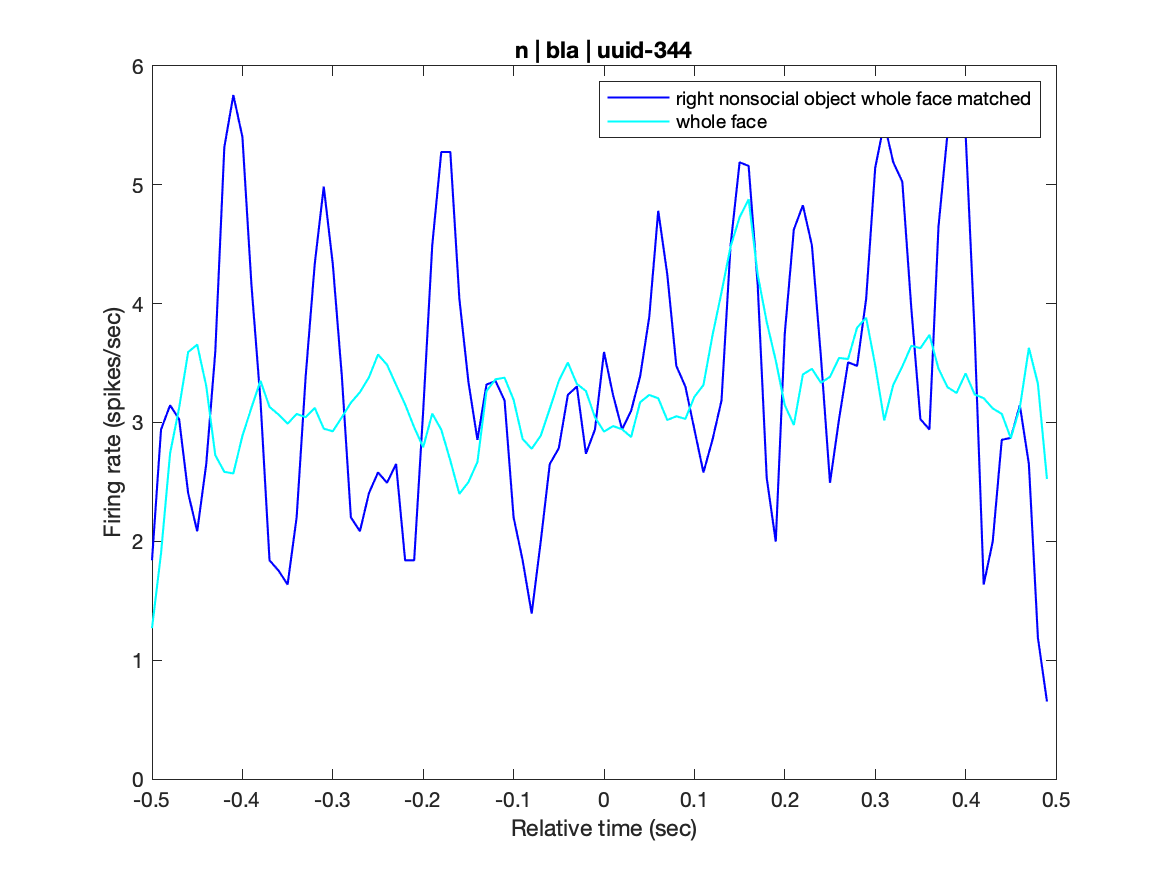 n | bla | uuid-344
right nonsocial object whole face matched
whole face
Firing rate (spikes/sec)
6
5
4
3
2
1
0
-0.5 -0.4 -0.3 -0.2 -0.1 0 0.1 0.2 0.3 0.4 0.5
Relative time (sec)